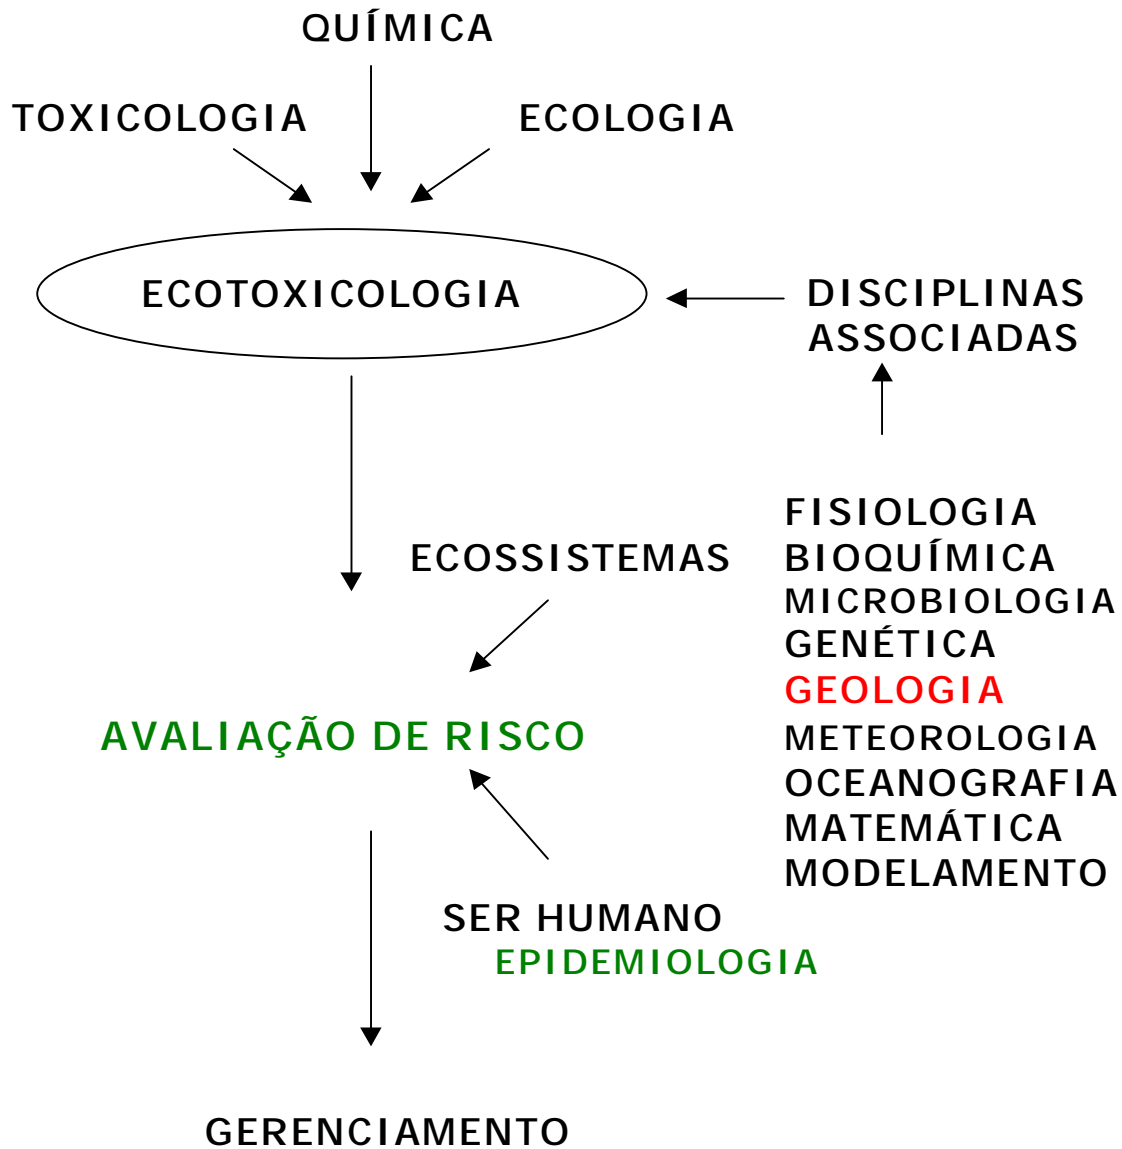 QUÍMICA
TOXICOLOGIA
ECOLOGIA
ECOTOXICOLOGIA
DISCIPLINAS
ASSOCIADAS
FISIOLOGIA
BIOQUÍMICA
MICROBIOLOGIA
GENÉTICA
GEOLOGIA
METEOROLOGIA
OCEANOGRAFIA
MATEMÁTICA
MODELAMENTO
ECOSSISTEMAS
AVALIAÇÃO DE RISCO
SER HUMANO
EPIDEMIOLOGIA
GERENCIAMENTO